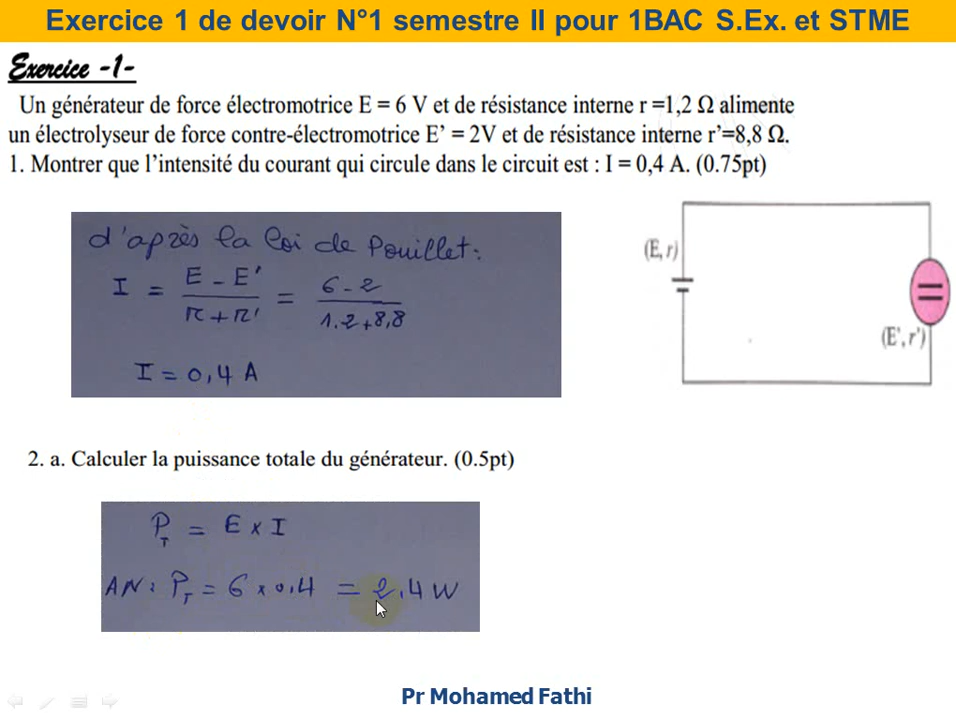 Exercice 1 de devoir N°1 semestre II pour 1BAC S.Ex. et STME
Exercice -1-
Un générateur de force électromotrice E = 6 V et de résistance interne r =1,2 Ω alimente
un électrolyseur de force contre-électromotrice E’ = 2V et de résistance interne r’=8,8 Ω.
1. Montrer que l’intensité du courant qui circule dans le circuit est : I = 0,4 A. (0.75pt)
d'après la loi de Pouillet:
I = E - E' / r + r' = 6 - 2 / 1.2+8,8
I = 0,4 A
(E, r)
(E', r')
2. a. Calculer la puissance totale du générateur. (0.5pt)
P_T = E x I
AN: P_T = 6 x 0.4 = 2.4 W
Pr Mohamed Fathi